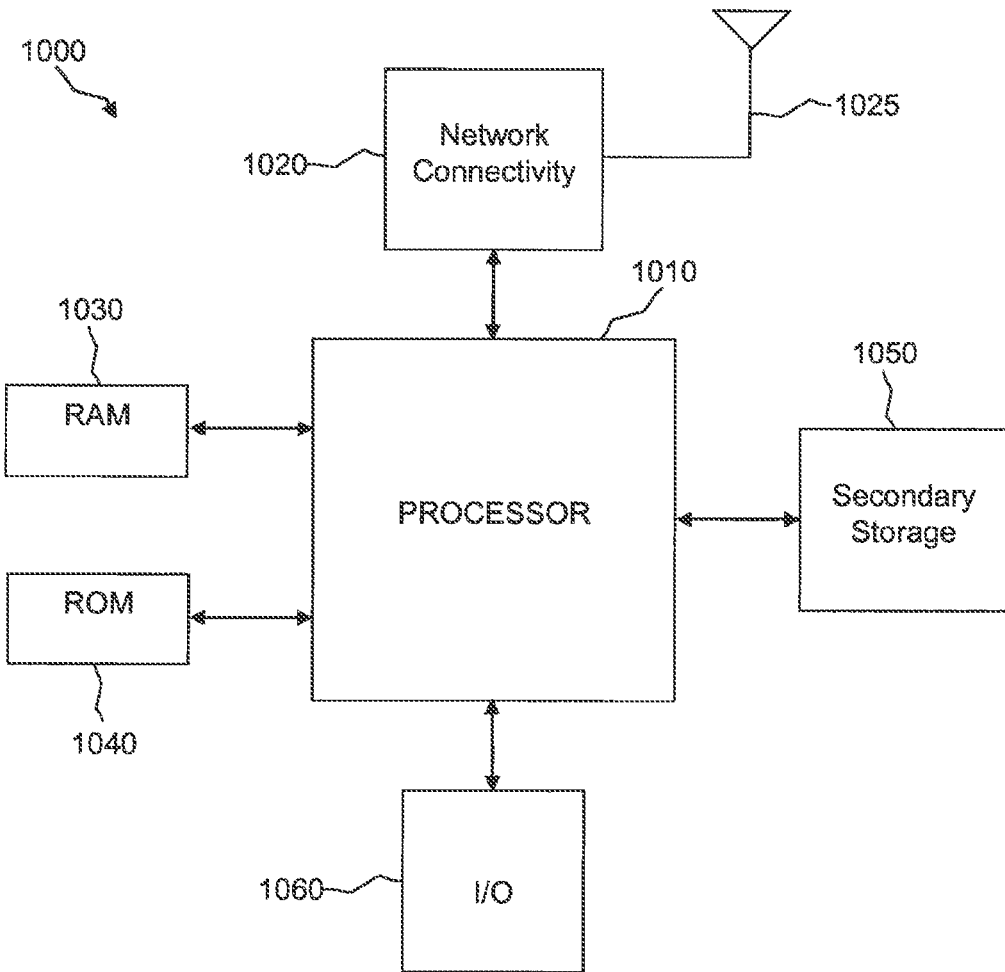 1000
Network
Connectivity
1020
1025
1010
1030
RAM
1050
PROCESSOR
Secondary
Storage
ROM
1040
1060
I/O